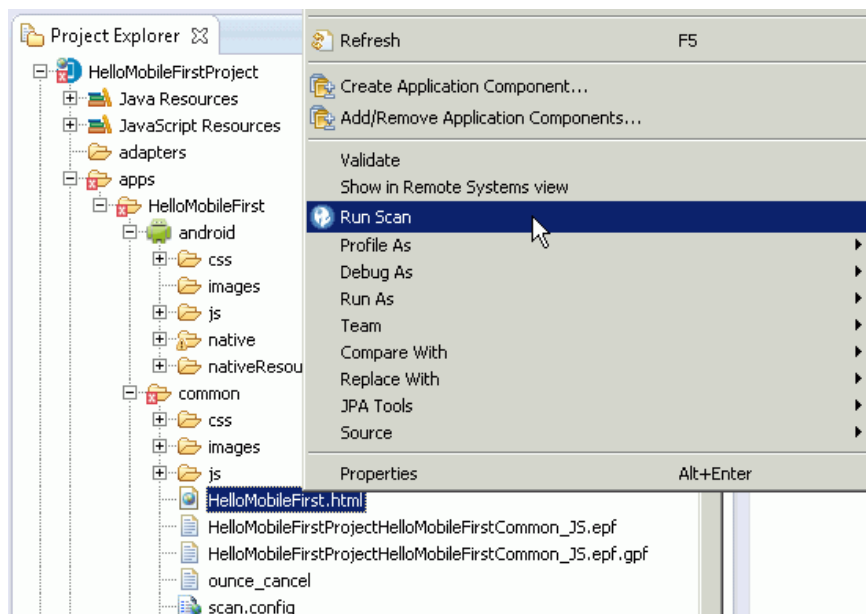 Project Explorer
HelloMobileFirstProject
Java Resources
JavaScript Resources
adapters
apps
HelloMobileFirst
android
css
images
js
native
nativeResou
common
css
images
js
HelloMobileFirst.html
HelloMobileFirstProjectHelloMobileFirstCommon_JS.epf
HelloMobileFirstProjectHelloMobileFirstCommon_JS.epf.gpf
ounce_cancel
scan.config
Refresh F5
Create Application Component...
Add/Remove Application Components...
Validate
Show in Remote Systems view
Run Scan
Profile As
Debug As
Run As
Team
Compare With
Replace With
JPA Tools
Source
Properties Alt+Enter